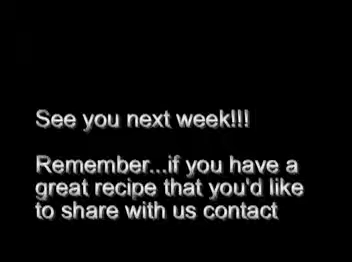 See you next week!!!
Remember...if you have a
great recipe that you'd like
to share with us contact